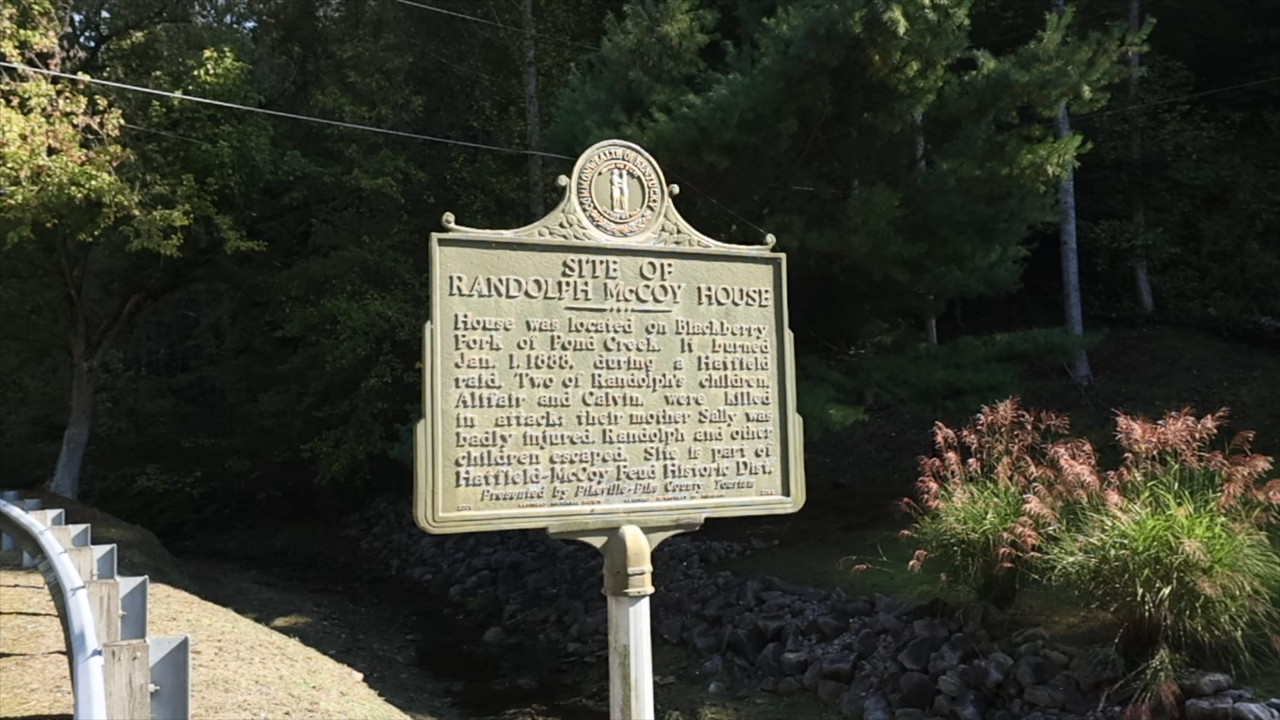 COMMONWEALTH OF KENTUCKY
SITE OF
RANDOLPH McCOY HOUSE
House was located on Blackberry
Fork of Pond Creek. It burned
Jan. 1, 1888, during a Hatfield
raid. Two of Randolph's children,
Alifair and Calvin, were killed
in attack; their mother Sally was
badly injured. Randolph and other
children escaped. Site is part of
Hatfield-McCoy Feud Historic Dist.
Presented by Pikeville-Pike County Tourism